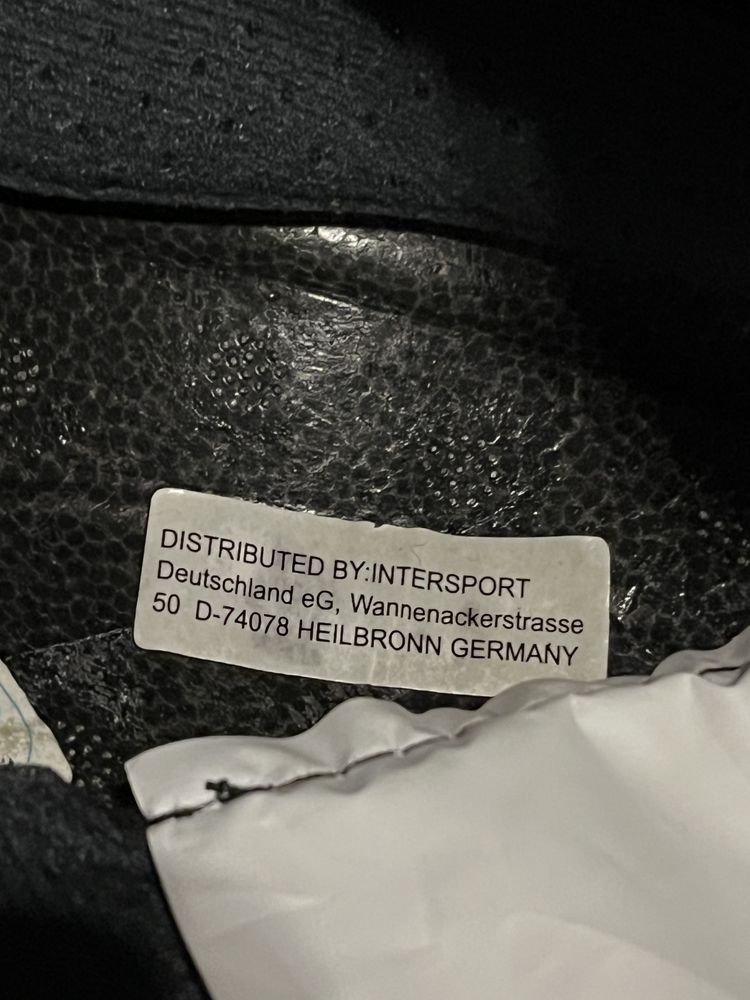 DISTRIBUTED BY:INTERSPORT
Deutschland eG, Wannenackerstrasse
50 D-74078 HEILBRONN GERMANY